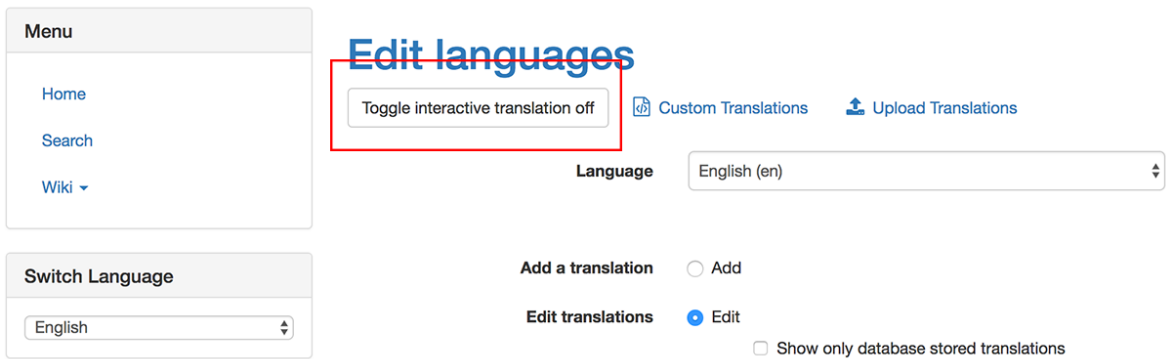 Menu
Home
Search
Wiki
Switch Language
English
Edit languages
Toggle interactive translation off
Custom Translations
Upload Translations
Language
English (en)
Add a translation
Add
Edit translations
Edit
Show only database stored translations